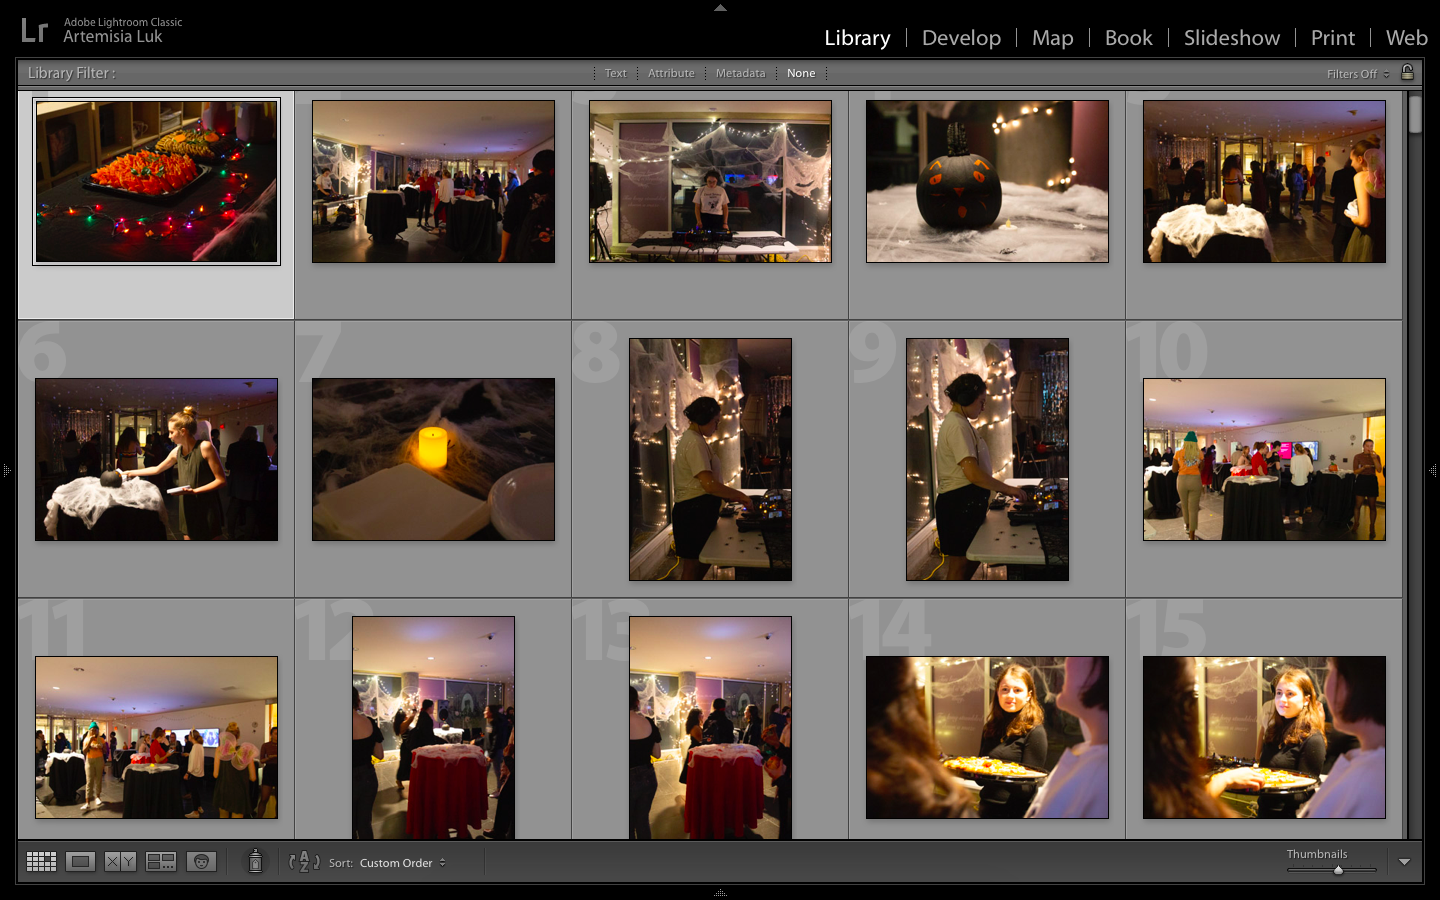 Lr
Adobe Lightroom Classic
Artemisia Luk
Library
Develop
Map
Book
Slideshow
Print
Web
Library Filter :
Text
Attribute
Metadata
None
Filters Off
6
7
8
9
10
11
12
13
14
15
XY
Sort: Custom Order
A
Z
Thumbnails